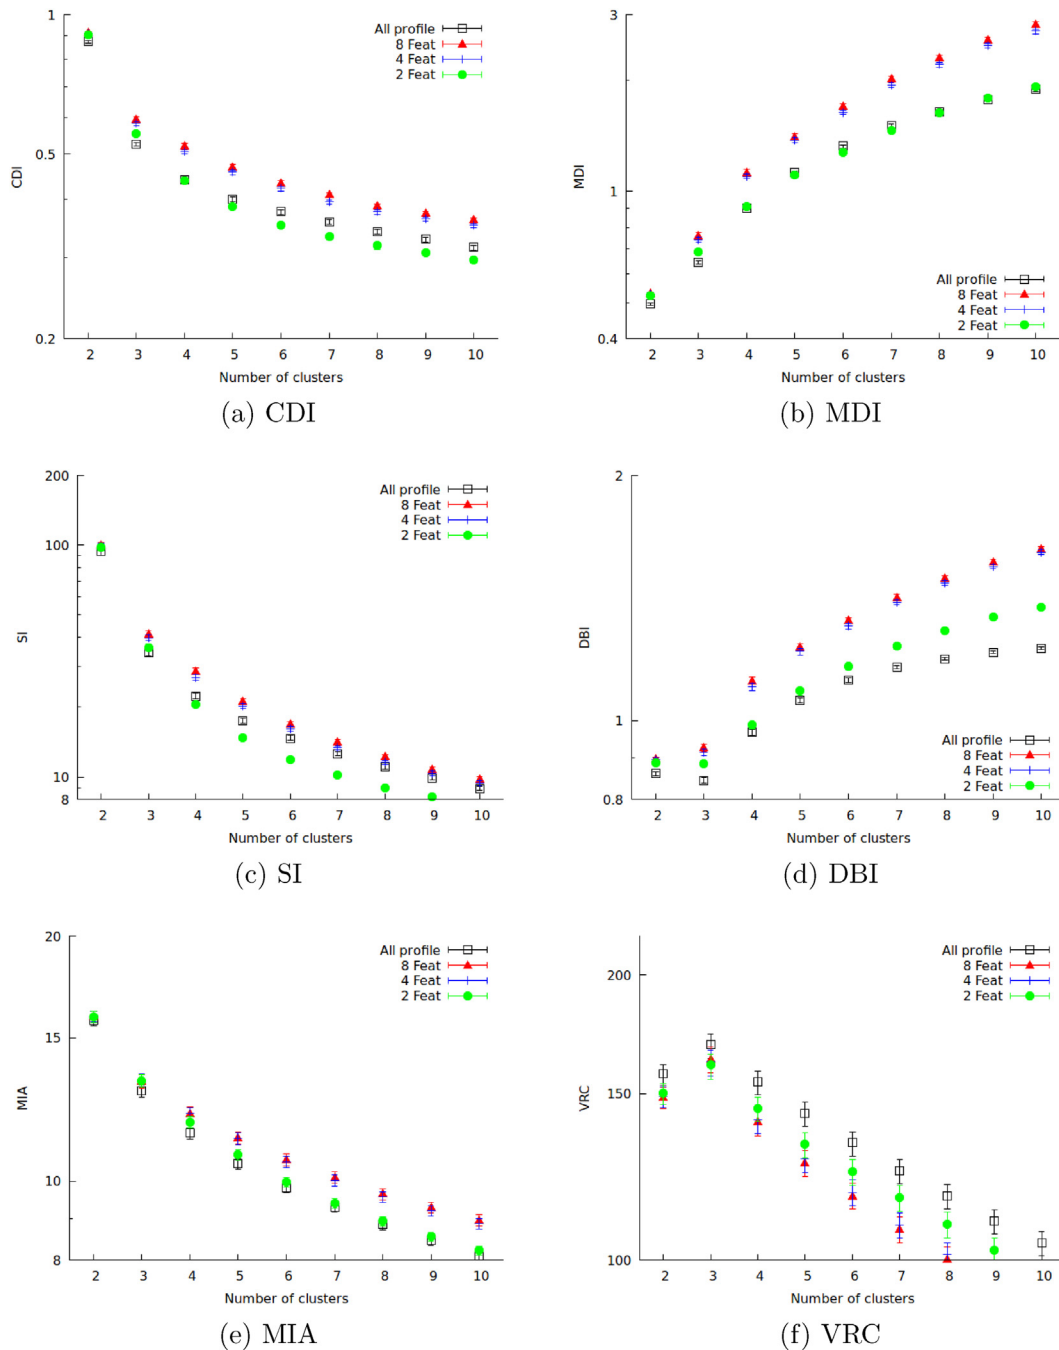 1
0.5
0.2
CDI
All profile
8 Feat
4 Feat
2 Feat
2 3 4 5 6 7 8 9 10
Number of clusters
(a) CDI
3
1
0.4
MDI
All profile
8 Feat
4 Feat
2 Feat
2 3 4 5 6 7 8 9 10
Number of clusters
(b) MDI
200
100
10
8
SI
All profile
8 Feat
4 Feat
2 Feat
2 3 4 5 6 7 8 9 10
Number of clusters
(c) SI
2
1
0.8
DBI
All profile
8 Feat
4 Feat
2 Feat
2 3 4 5 6 7 8 9 10
Number of clusters
(d) DBI
20
15
10
8
MIA
All profile
8 Feat
4 Feat
2 Feat
2 3 4 5 6 7 8 9 10
Number of clusters
(e) MIA
200
150
100
VRC
All profile
8 Feat
4 Feat
2 Feat
2 3 4 5 6 7 8 9 10
Number of clusters
(f) VRC